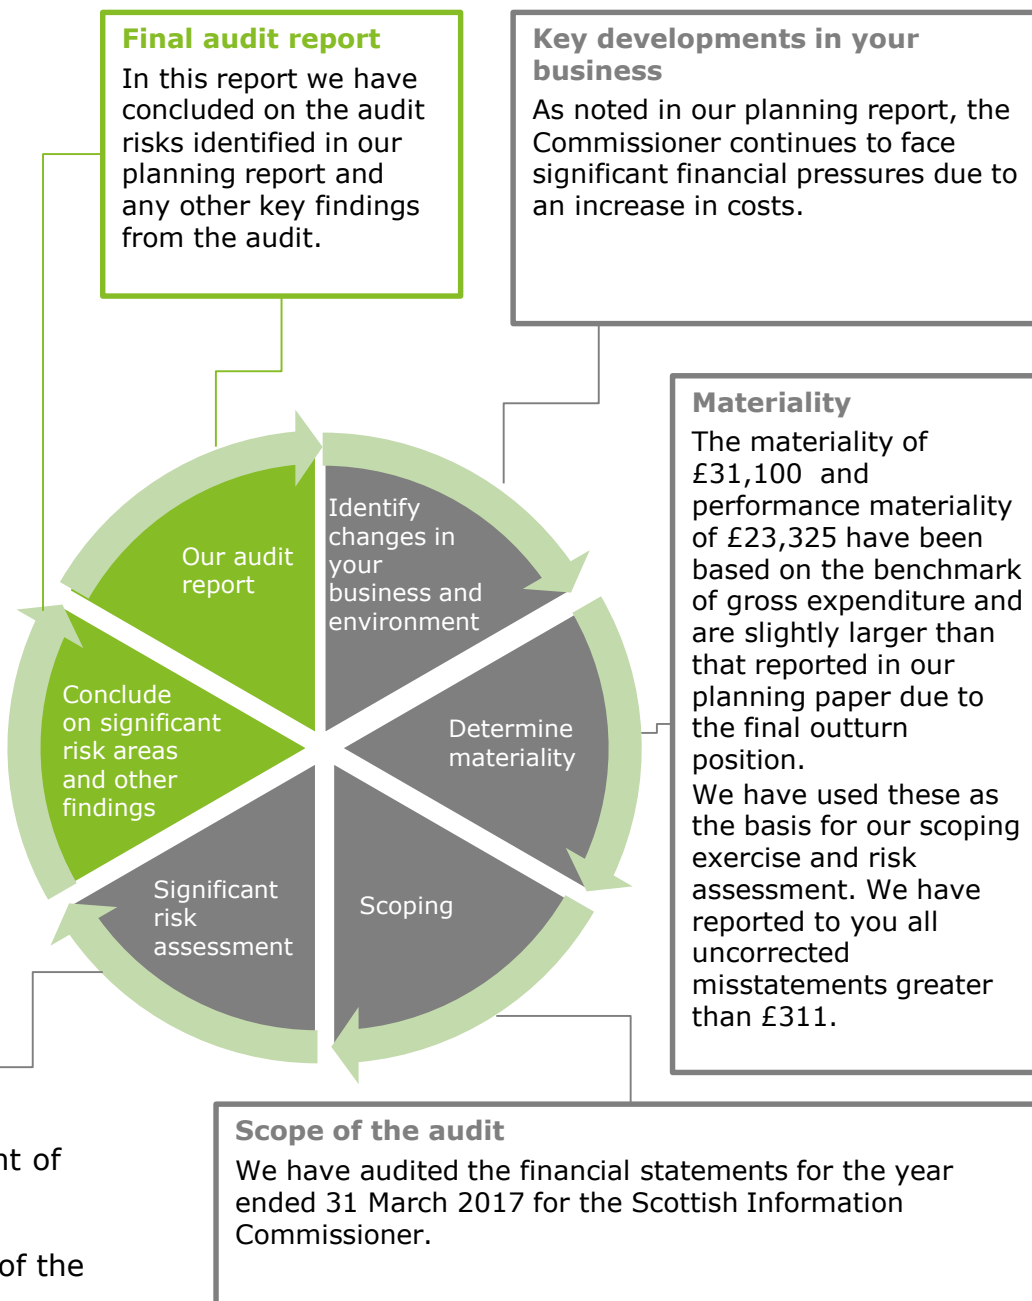 Final audit report
In this report we have
concluded on the audit
risks identified in our
planning report and
any other key findings
from the audit.
Key developments in your
business
As noted in our planning report, the
Commissioner continues to face
significant financial pressures due to
an increase in costs.
Materiality
The materiality of
£31,100 and
performance materiality
of £23,325 have been
based on the benchmark
of gross expenditure and
are slightly larger than
that reported in our
planning paper due to
the final outturn
position.
We have used these as
the basis for our scoping
exercise and risk
assessment. We have
reported to you all
uncorrected
misstatements greater
than £311.
Our audit
report
Identify
changes in
your
business and
environment
Conclude
on significant
risk areas
and other
findings
Determine
materiality
Significant
risk
assessment
Scoping
Scope of the audit
We have audited the financial statements for the year
ended 31 March 2017 for the Scottish Information
Commissioner.
of
of the